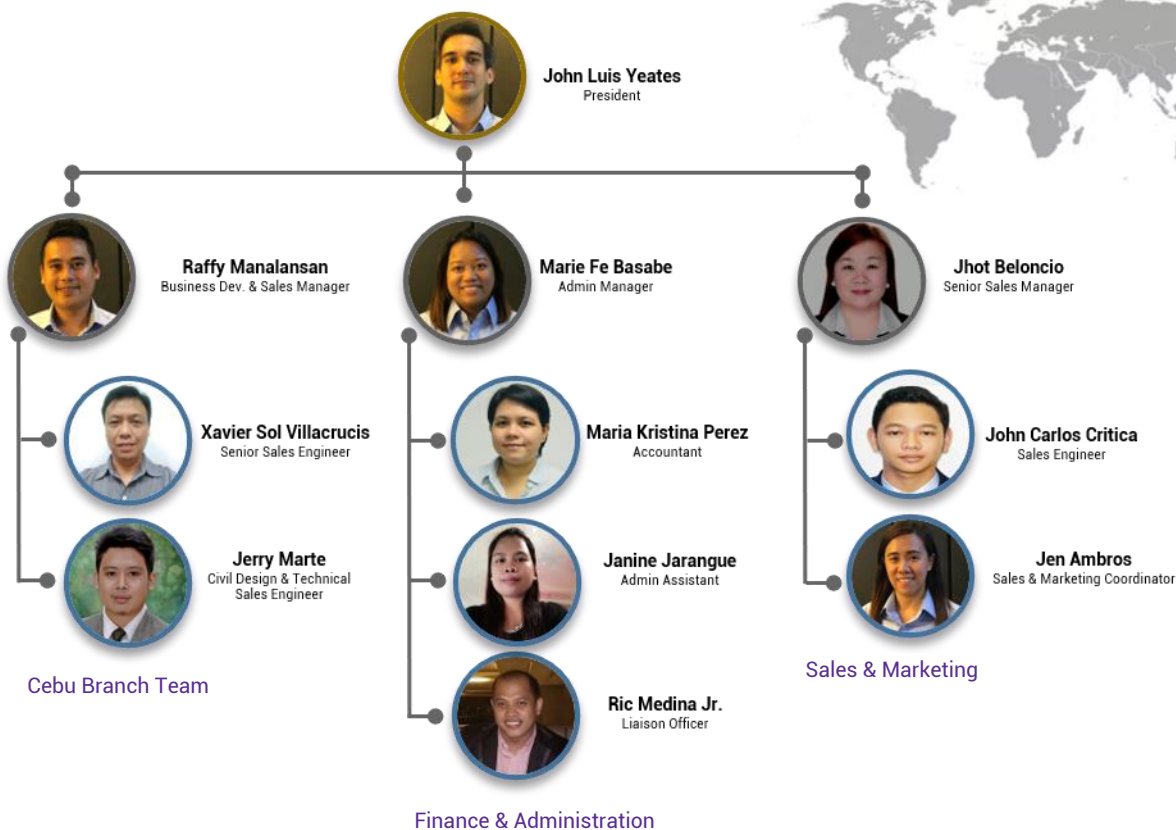 John Luis Yeates
President
Raffy Manalansan
Business Dev. & Sales Manager
Marie Fe Basabe
Admin Manager
Jhot Beloncio
Senior Sales Manager
Xavier Sol Villacrucis
Senior Sales Engineer
Jerry Marte
Civil Design & Technical
Sales Engineer
Cebu Branch Team
Maria Kristina Perez
Accountant
Janine Jarangue
Admin Assistant
Ric Medina Jr.
Liaison Officer
Finance & Administration
John Carlos Critica
Sales Engineer
Jen Ambros
Sales & Marketing Coordinator
Sales & Marketing